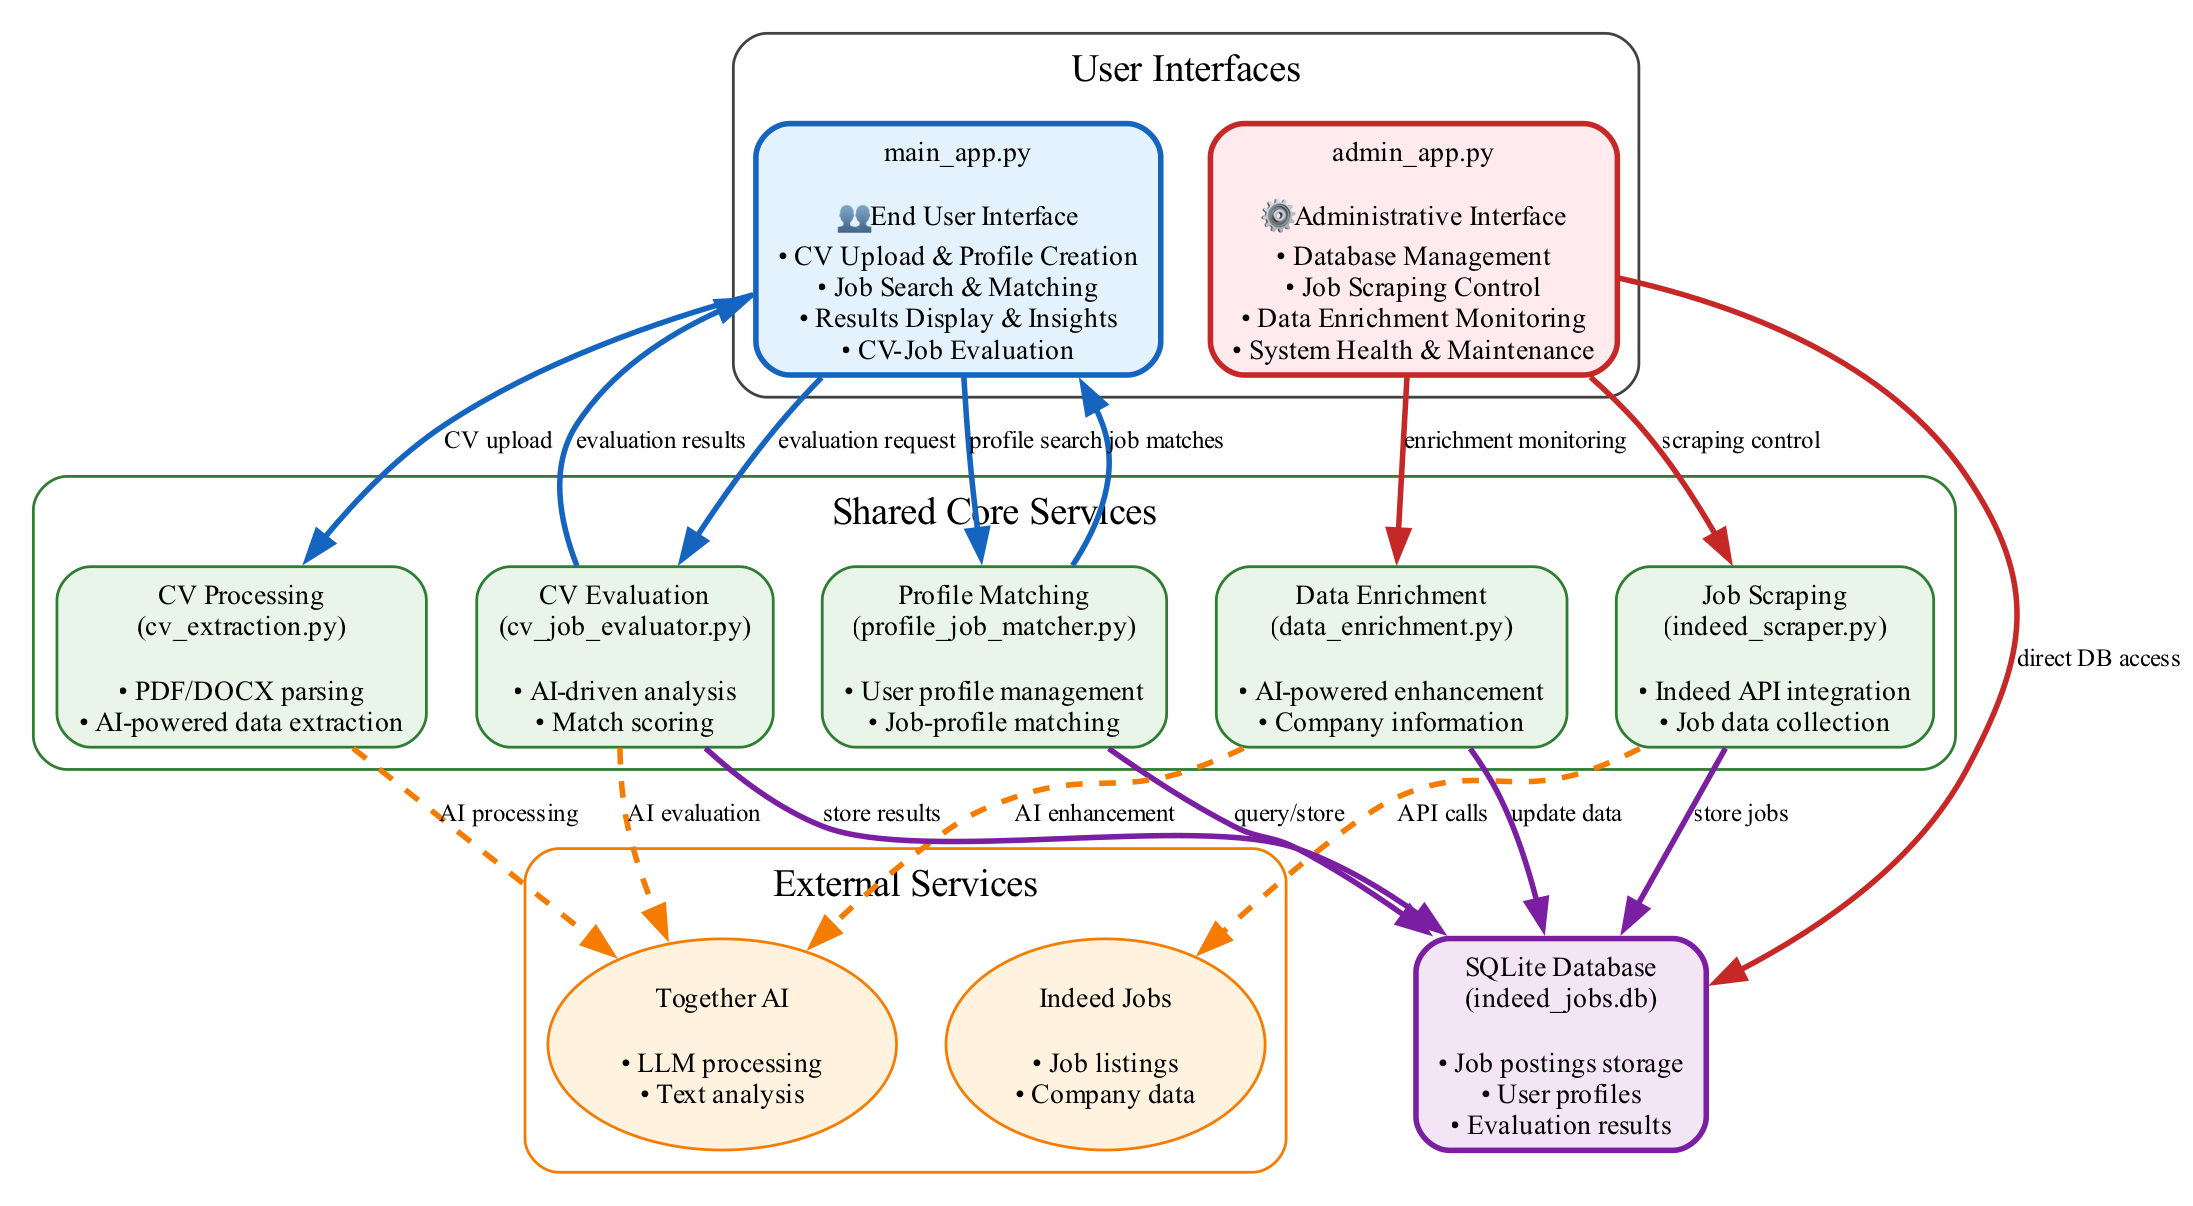 User Interfaces
main_app.py
👥End User Interface
• CV Upload & Profile Creation
• Job Search & Matching
• Results Display & Insights
• CV-Job Evaluation
admin_app.py
⚙️Administrative Interface
• Database Management
• Job Scraping Control
• Data Enrichment Monitoring
• System Health & Maintenance
CV upload
evaluation results
evaluation request
profile search
job matches
enrichment monitoring
scraping control
Shared Core Services
CV Processing
(cv_extraction.py)
• PDF/DOCX parsing
• AI-powered data extraction
CV Evaluation
(cv_job_evaluator.py)
• AI-driven analysis
• Match scoring
Profile Matching
(profile_job_matcher.py)
• User profile management
• Job-profile matching
Data Enrichment
(data_enrichment.py)
• AI-powered enhancement
• Company information
Job Scraping
(indeed_scraper.py)
• Indeed API integration
• Job data collection
direct DB access
AI processing
AI evaluation
store results
AI enhancement
query/store
API calls
update data
store jobs
External Services
Together AI
• LLM processing
• Text analysis
Indeed Jobs
• Job listings
• Company data
SQLite Database
(indeed_jobs.db)
• Job postings storage
• User profiles
• Evaluation results